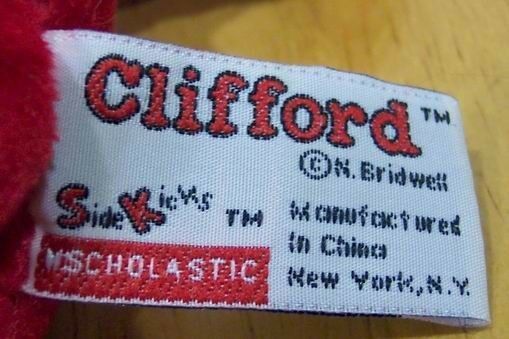 Clifford™
©N. Bridwell
SideKicks TM
SCHOLASTIC
Manufactured
In China
New York, N.Y.